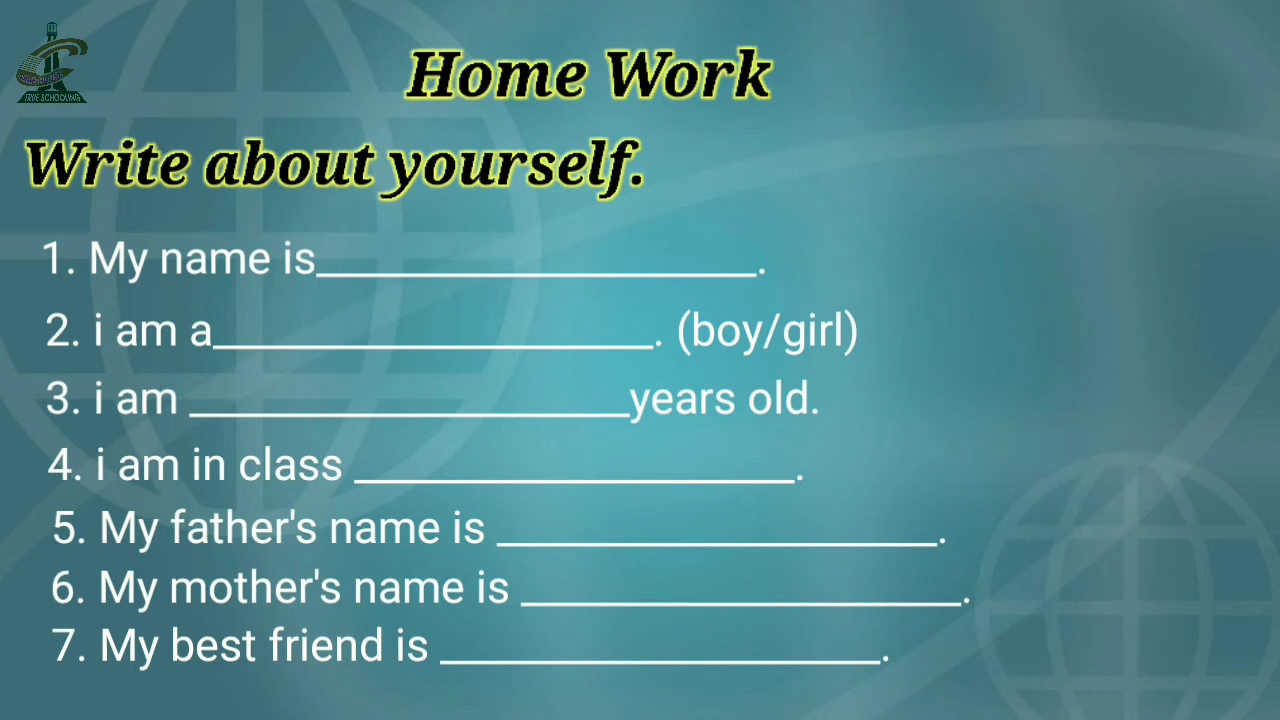 TRUE SCHOOLING
Home Work
Write about yourself.
1. My name is____________________.
2. i am a____________________. (boy/girl)
3. i am ____________________years old.
4. i am in class ____________________.
5. My father's name is ____________________.
6. My mother's name is ____________________.
7. My best friend is ____________________.